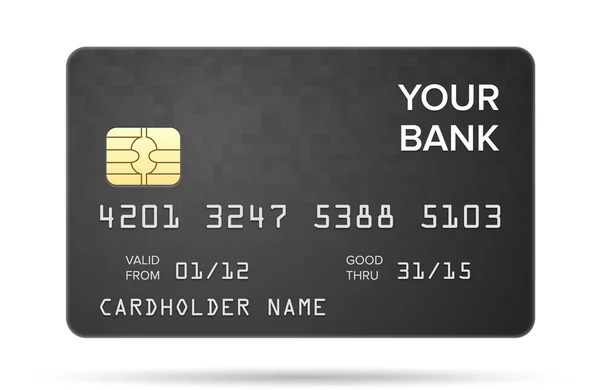 YOUR
BANK
4201 3247 5388 5103
VALID
FROM 01/12
GOOD
THRU 31/15
CARDHOLDER NAME